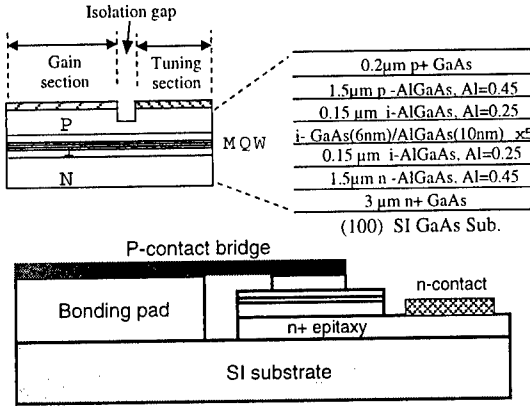 Isolation gap
Gain section
Tuning section
P
MQW
I
N
0.2μm p+ GaAs
1.5μm p -AlGaAs, Al=0.45
0.15 μm i-AlGaAs, Al=0.25
i- GaAs(6nm)/AlGaAs(10nm) x5
0.15 μm i-AlGaAs, Al=0.25
1.5μm n -AlGaAs, Al=0.45
3 μm n+ GaAs
(100) SI GaAs Sub.
P-contact bridge
n-contact
Bonding pad
n+ epitaxy
SI substrate